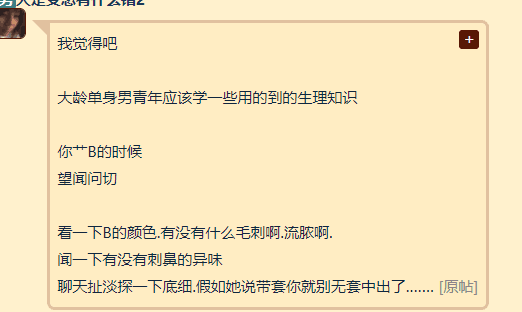 男人是变态有什么错2
我觉得吧
+
大龄单身男青年应该学一些用的到的生理知识
你艹B的时候
望闻问切
看一下B的颜色.有没有什么毛刺啊.流脓啊.
闻一下有没有刺鼻的异味
聊天扯淡探一下底细.假如她说带套你就别无套中出了....... [原帖]